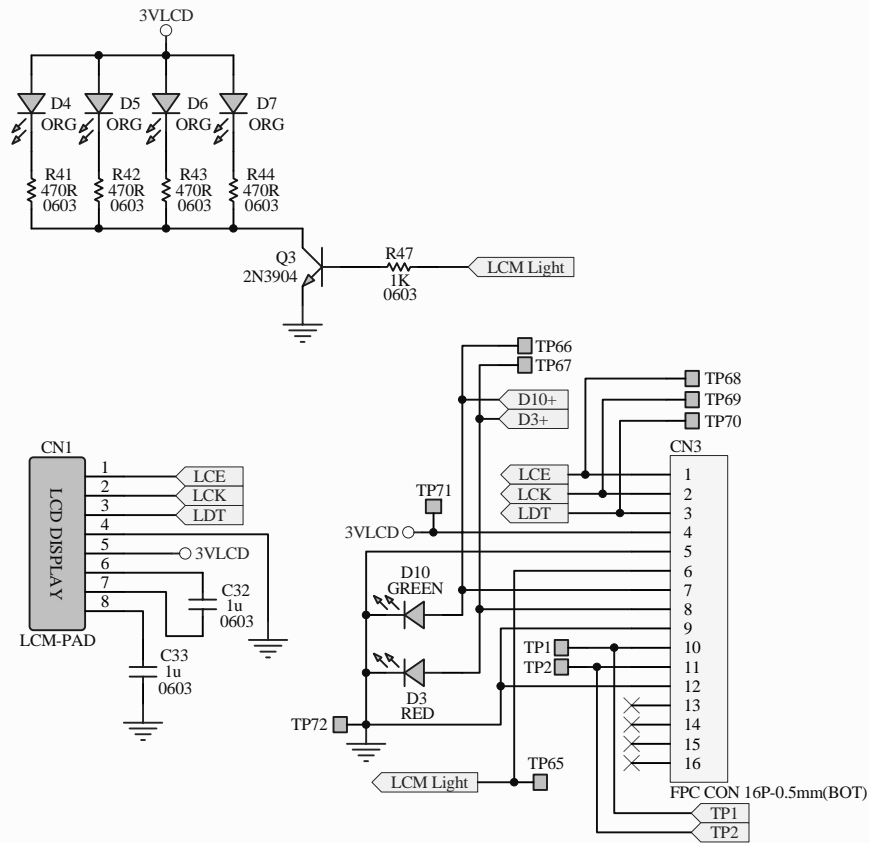 3VLCD
D4
ORG
D5
ORG
D6
ORG
D7
ORG
R41
470R
0603
R42
470R
0603
R43
470R
0603
R44
470R
0603
Q3
2N3904
R47
1K
0603
LCM Light
TP66
TP67
D10+
D3+
TP68
TP69
TP70
CN1
LCD DISPLAY
1
2
3
4
5
6
7
8
LCE
LCK
LDT
3VLCD
C32
1u
0603
LCM-PAD
C33
1u
0603
CN3
LCE
LCK
LDT
TP71
3VLCD
1
2
3
4
5
6
7
8
9
10
11
12
13
14
15
16
D10
GREEN
TP1
TP2
D3
RED
TP72
TP65
LCM Light
FPC CON 16P-0.5mm(BOT)
TP1
TP2